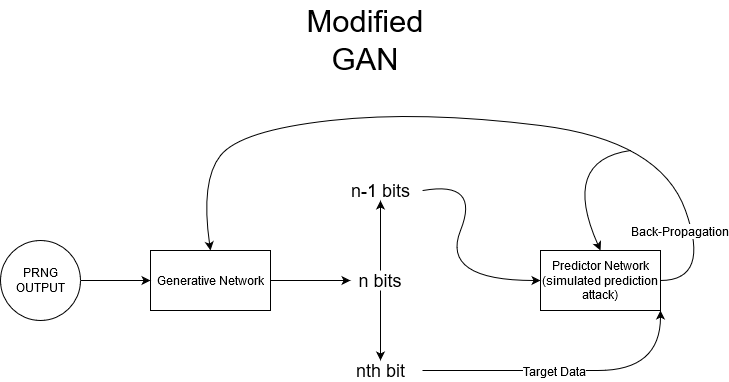 Modified
GAN
n-1 bits
Back-Propagation
PRNG
OUTPUT
Generative Network
n bits
Predictor Network
(simulated prediction
attack)
nth bit
Target Data